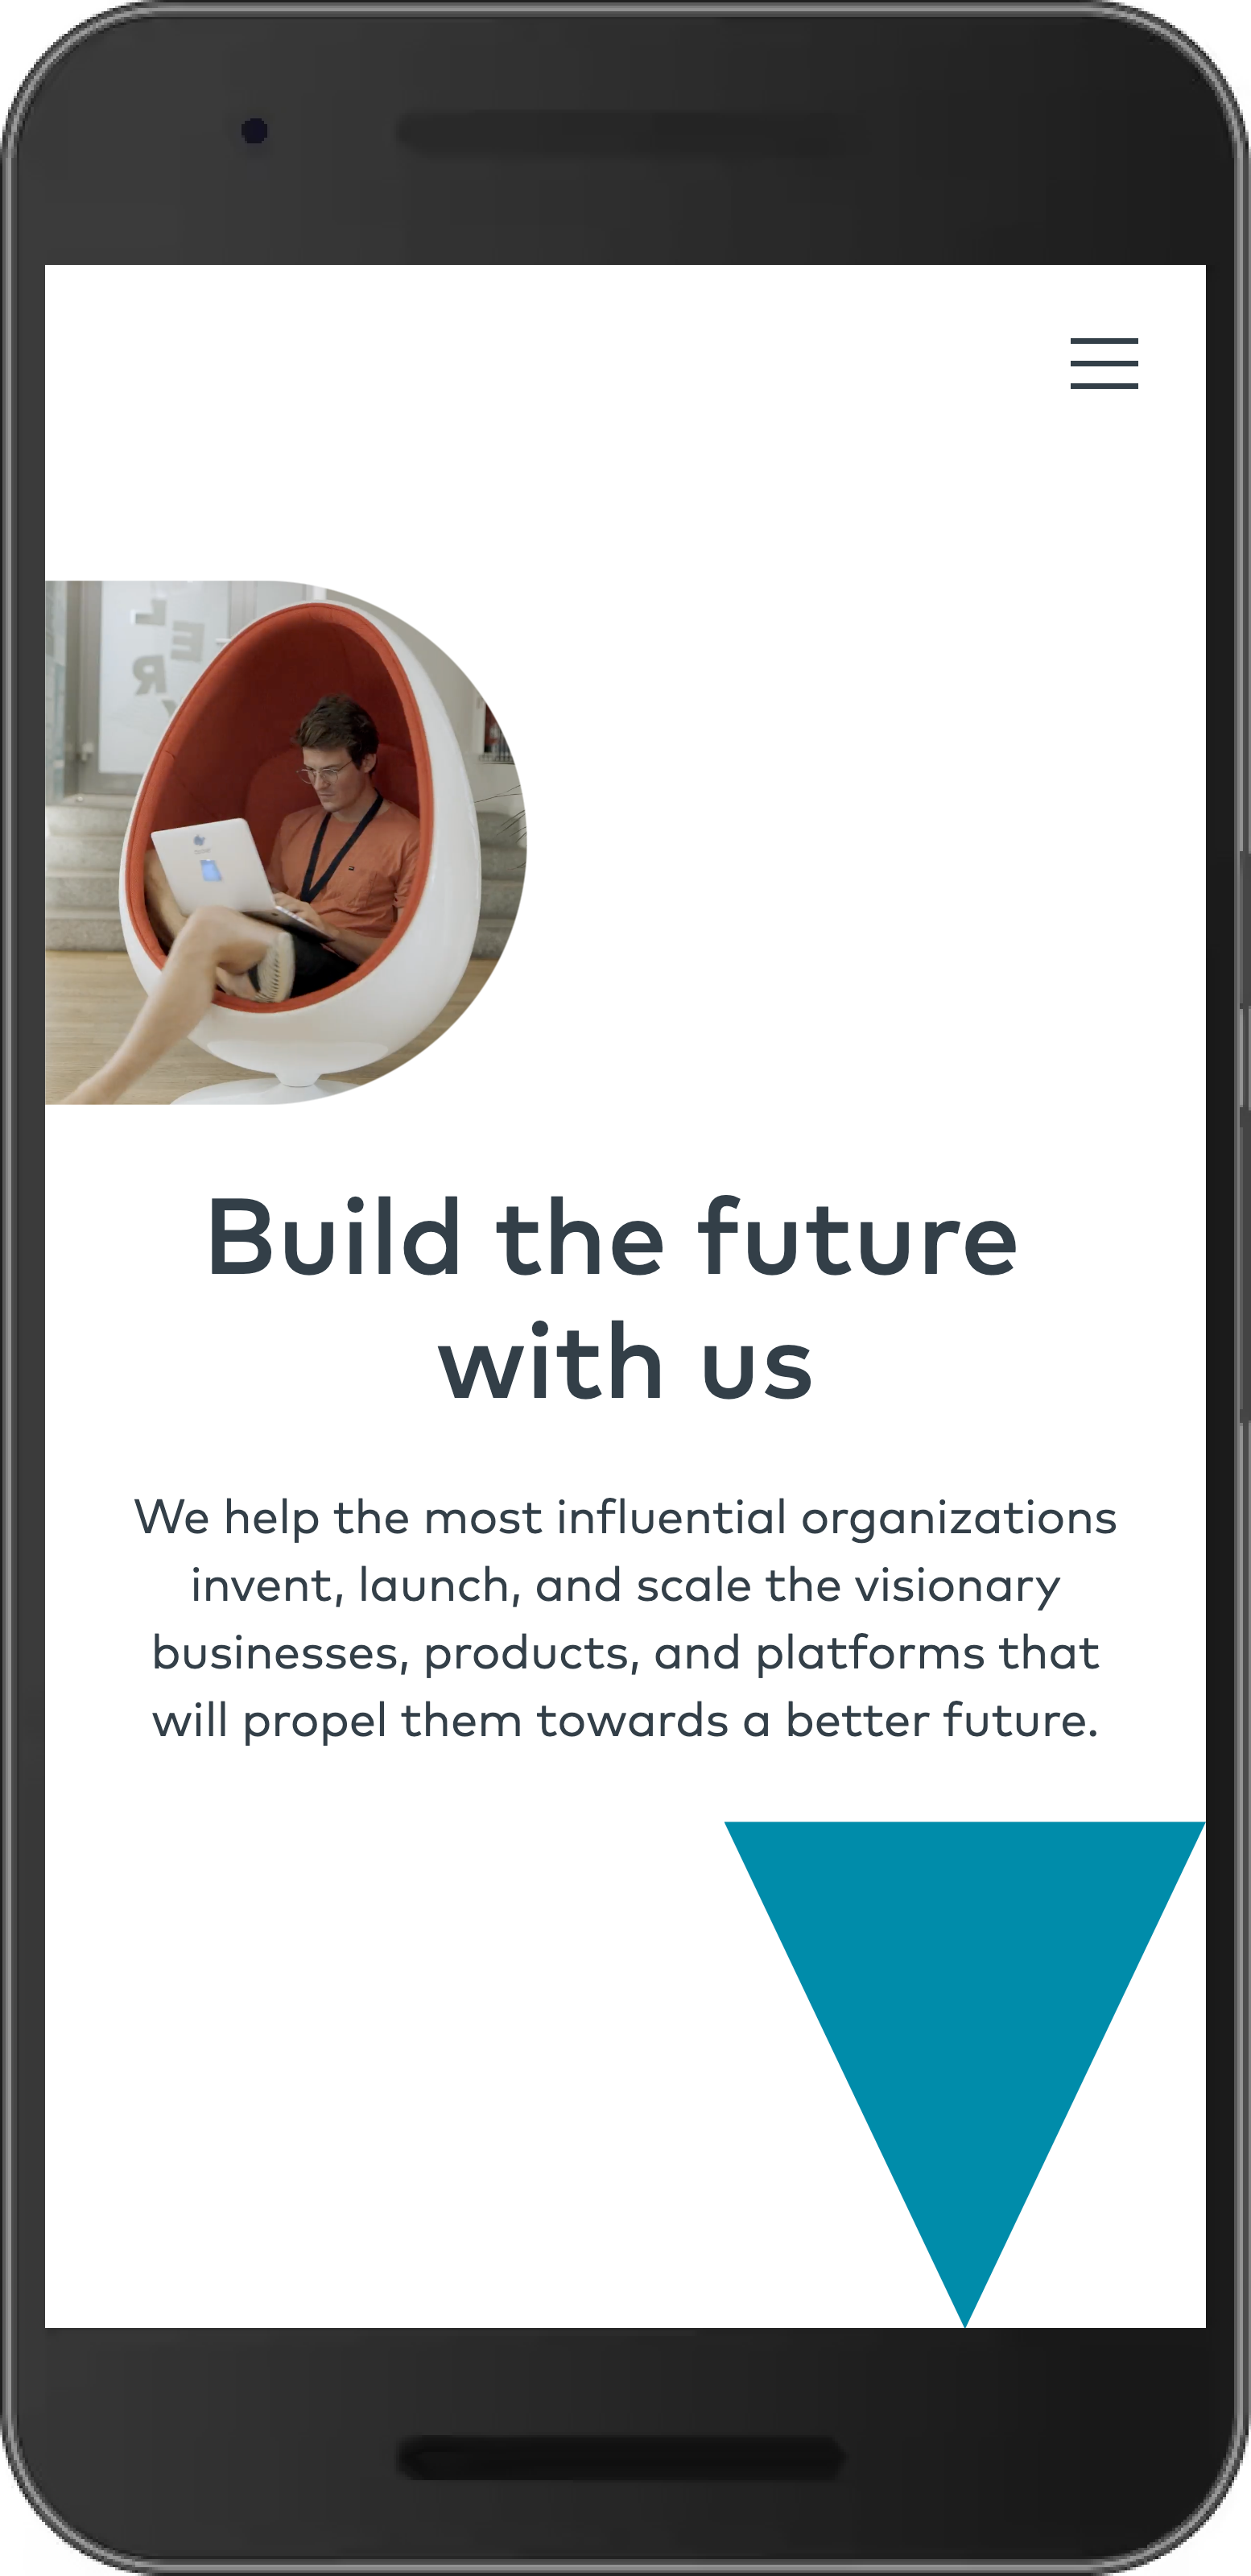 L
E
R
Y
Build the future
with us
We help the most influential organizations
invent, launch, and scale the visionary
businesses, products, and platforms that
will propel them towards a better future.